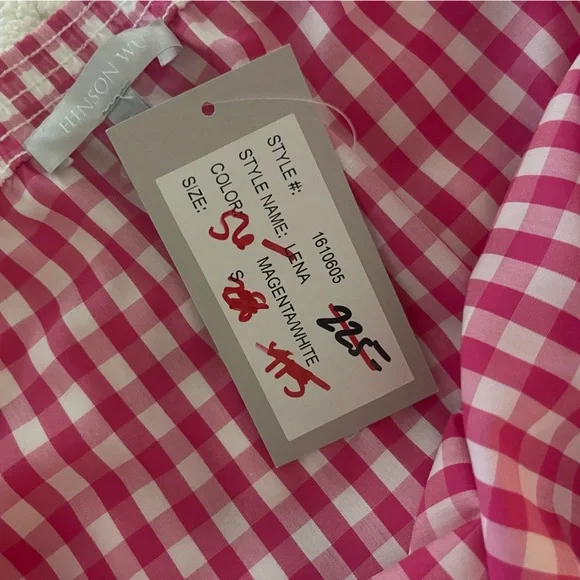 HINSON WU
STYLE #: 1610605
STYLE NAME: LENA
COLOR: MAGENTA/WHITE
SIZE: S
225